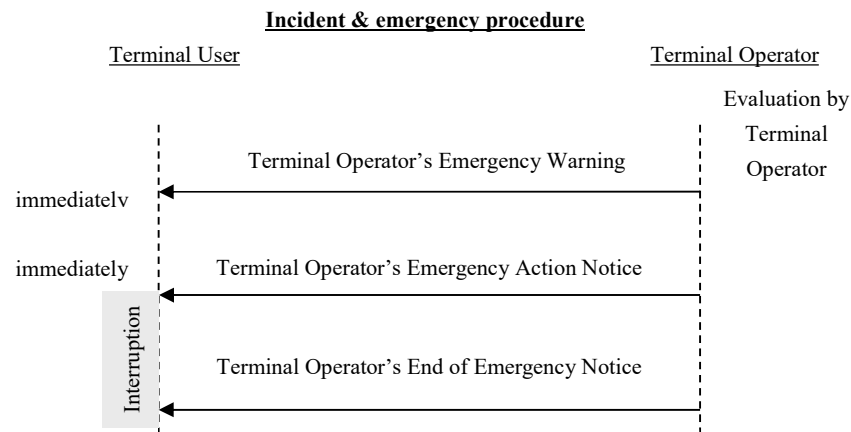 Incident & emergency procedure
Terminal User
Terminal Operator
Evaluation by
Terminal
Operator
Terminal Operator's Emergency Warning
immediately
immediately
Terminal Operator's Emergency Action Notice
Interruption
Terminal Operator's End of Emergency Notice